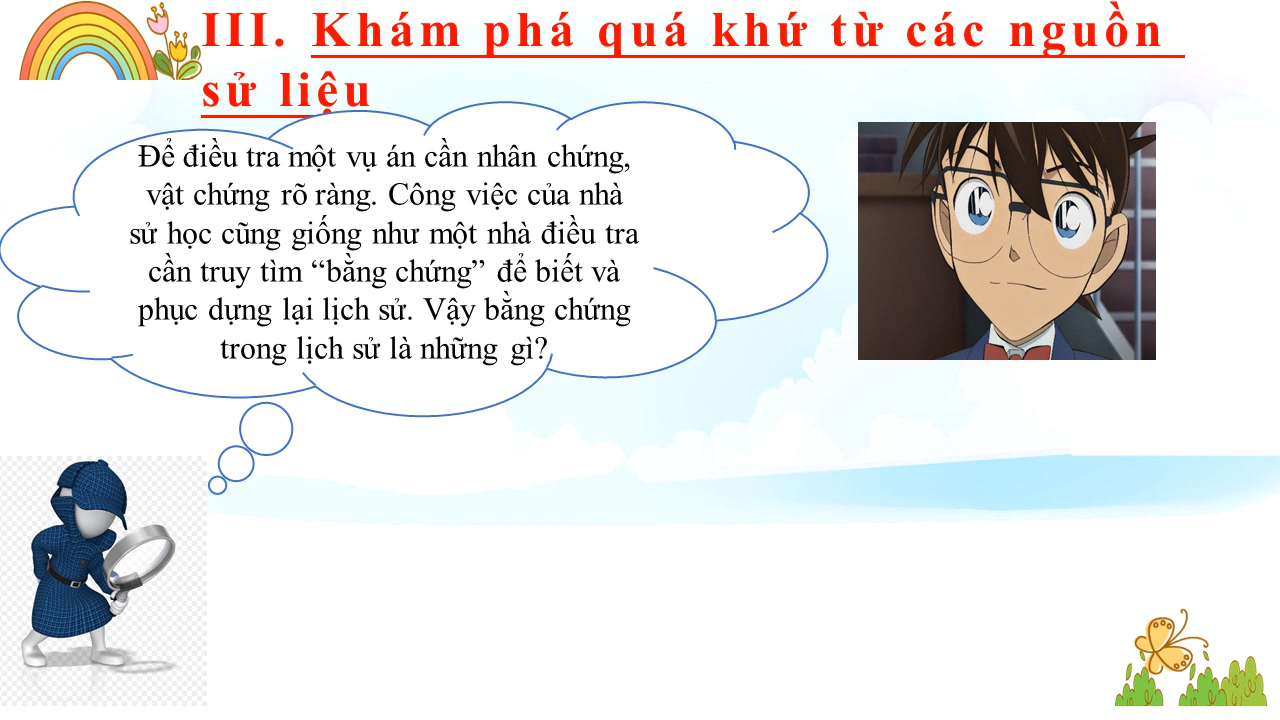 III. Khám phá quá khứ từ các nguồn
sử liệu
Để điều tra một vụ án cần nhân chứng,
vật chứng rõ ràng. Công việc của nhà
sử học cũng giống như một nhà điều tra
cần truy tìm “bằng chứng” để biết và
phục dựng lại lịch sử. Vậy bằng chứng
trong lịch sử là những gì?